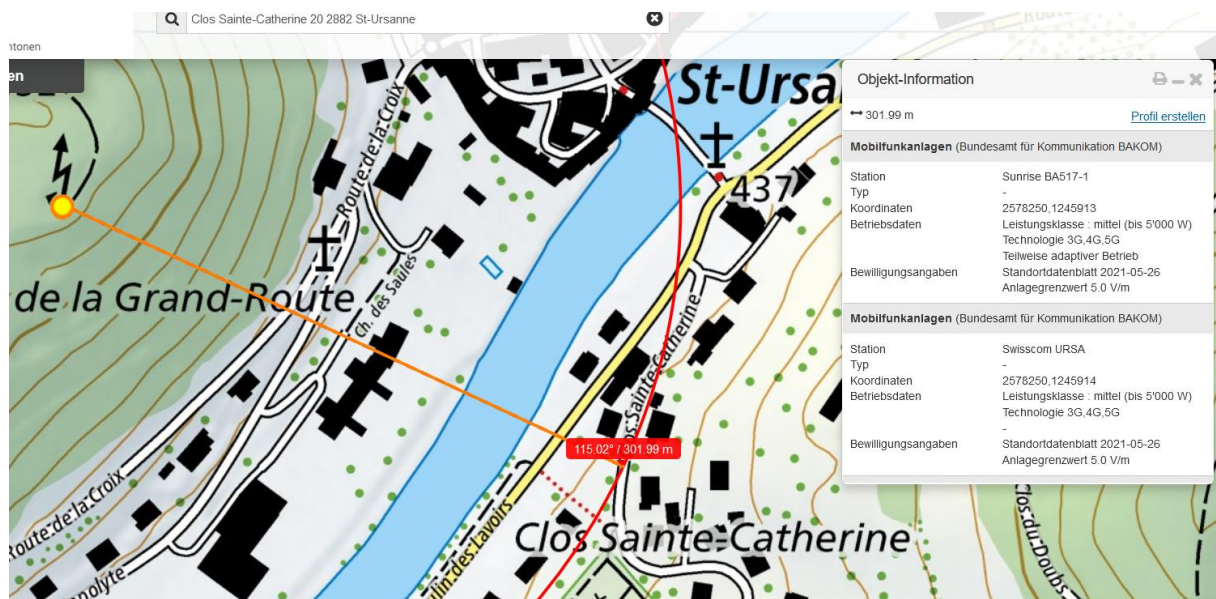 Clos Sainte-Catherine 20 2882 St-Ursanne
ntonen
en
Objekt-Information
301.99 m
Profil erstellen
Mobilfunkanlagen (Bundesamt für Kommunikation BAKOM)
Station Sunrise BA517-1
Typ -
Koordinaten 2578250,1245913
Betriebsdaten Leistungsklasse : mittel (bis 5'000 W)
Technologie 3G,4G,5G
Teilweise adaptiver Betrieb
Bewilligungsangaben Standortdatenblatt 2021-05-26
Anlagegrenzwert 5.0 V/m
Mobilfunkanlagen (Bundesamt für Kommunikation BAKOM)
Station Swisscom URSA
Typ -
Koordinaten 2578250,1245914
Betriebsdaten Leistungsklasse : mittel (bis 5'000 W)
Technologie 3G,4G,5G
-
Bewilligungsangaben Standortdatenblatt 2021-05-26
Anlagegrenzwert 5.0 V/m
St-Ursa
437
Route-de-la-Croix
de la Grand-Route
Ch. des Saules
Clos-Sainte-Catherine
115.02° / 301.99 m
Route-de-la-Croix
lin des Lavoirs
Clos Sainte-Catherine
Clos-du-Doubs
polyte